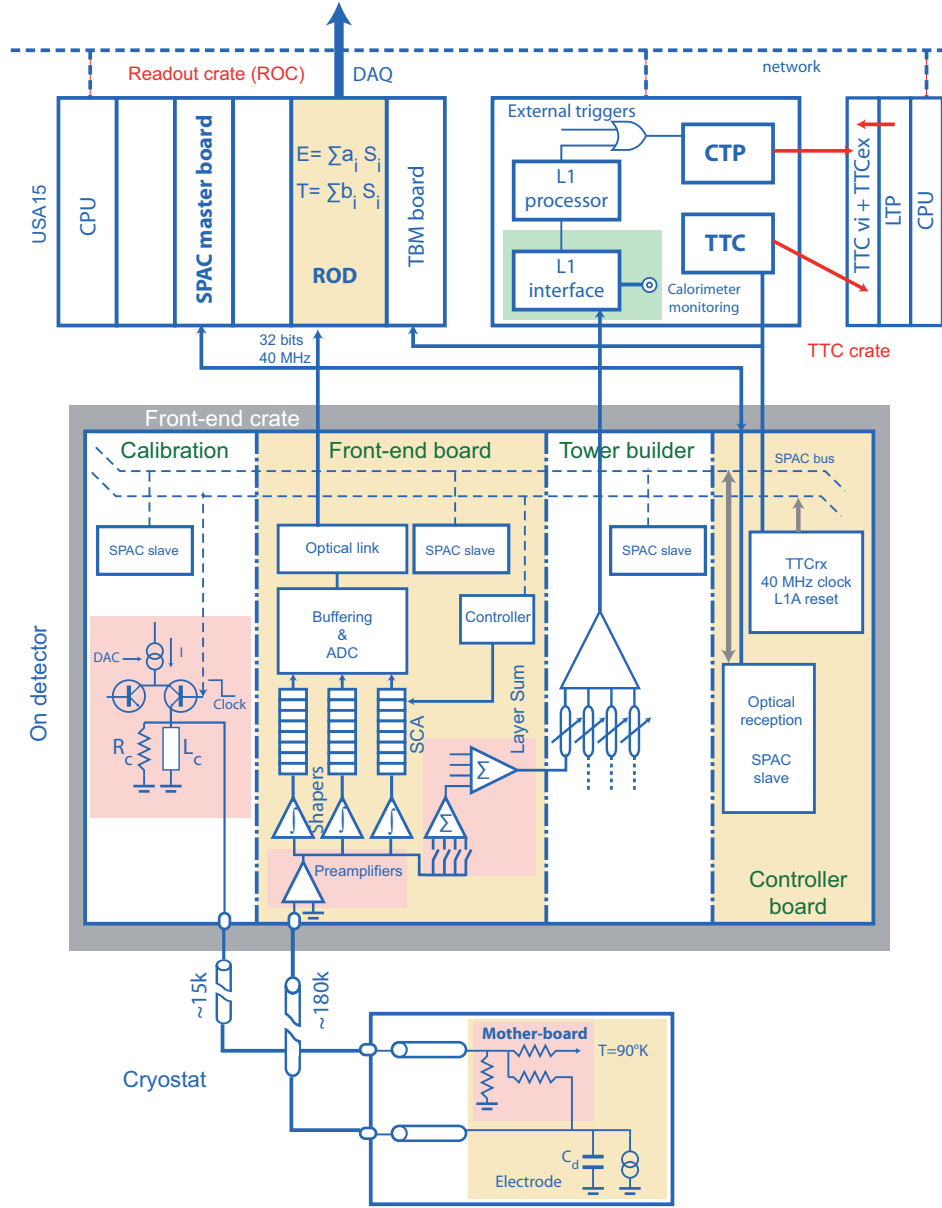 Readout crate (ROC)
DAQ
network
USA15
CPU
SPAC master board
E= ∑a_i S_i
T= ∑b_i S_i
ROD
TBM board
External triggers
CTP
L1
processor
TTC
L1
interface
Calorimeter
monitoring
TTC vi + TTCex
LTP
CPU
32 bits
40 MHz
TTC crate
Front-end crate
On detector
Calibration
Front-end board
Tower builder
SPAC bus
SPAC slave
Optical link
SPAC slave
SPAC slave
TTCrx
40 MHz clock
L1A reset
Buffering
&
ADC
Controller
DAC
I
Clock
R_c
L_c
SCA
Layer Sum
Shapers
∫
∫
∫
Σ
Σ
Optical
reception
SPAC
slave
Preamplifiers
Controller
board
~15k
~180k
Cryostat
Mother-board
T=90°K
C_d
Electrode